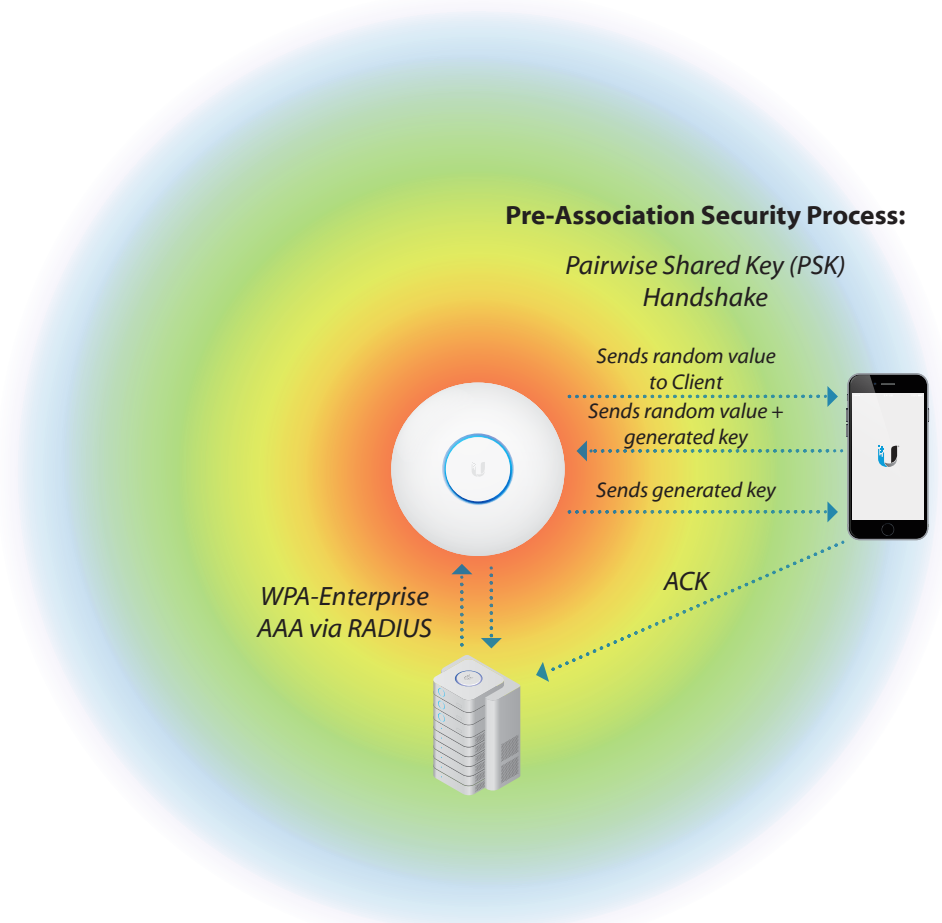 Pre-Association Security Process:
Pairwise Shared Key (PSK)
Handshake
Sends random value
to Client
Sends random value +
generated key
Sends generated key
ACK
WPA-Enterprise
AAA via RADIUS